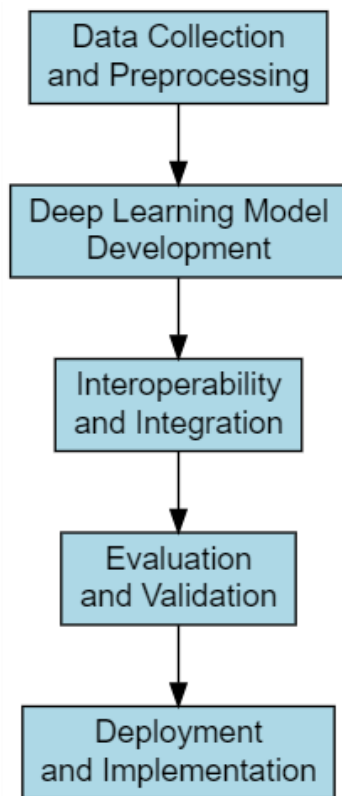 Data Collection
and Preprocessing
Deep Learning Model
Development
Interoperability
and Integration
Evaluation
and Validation
Deployment
and Implementation